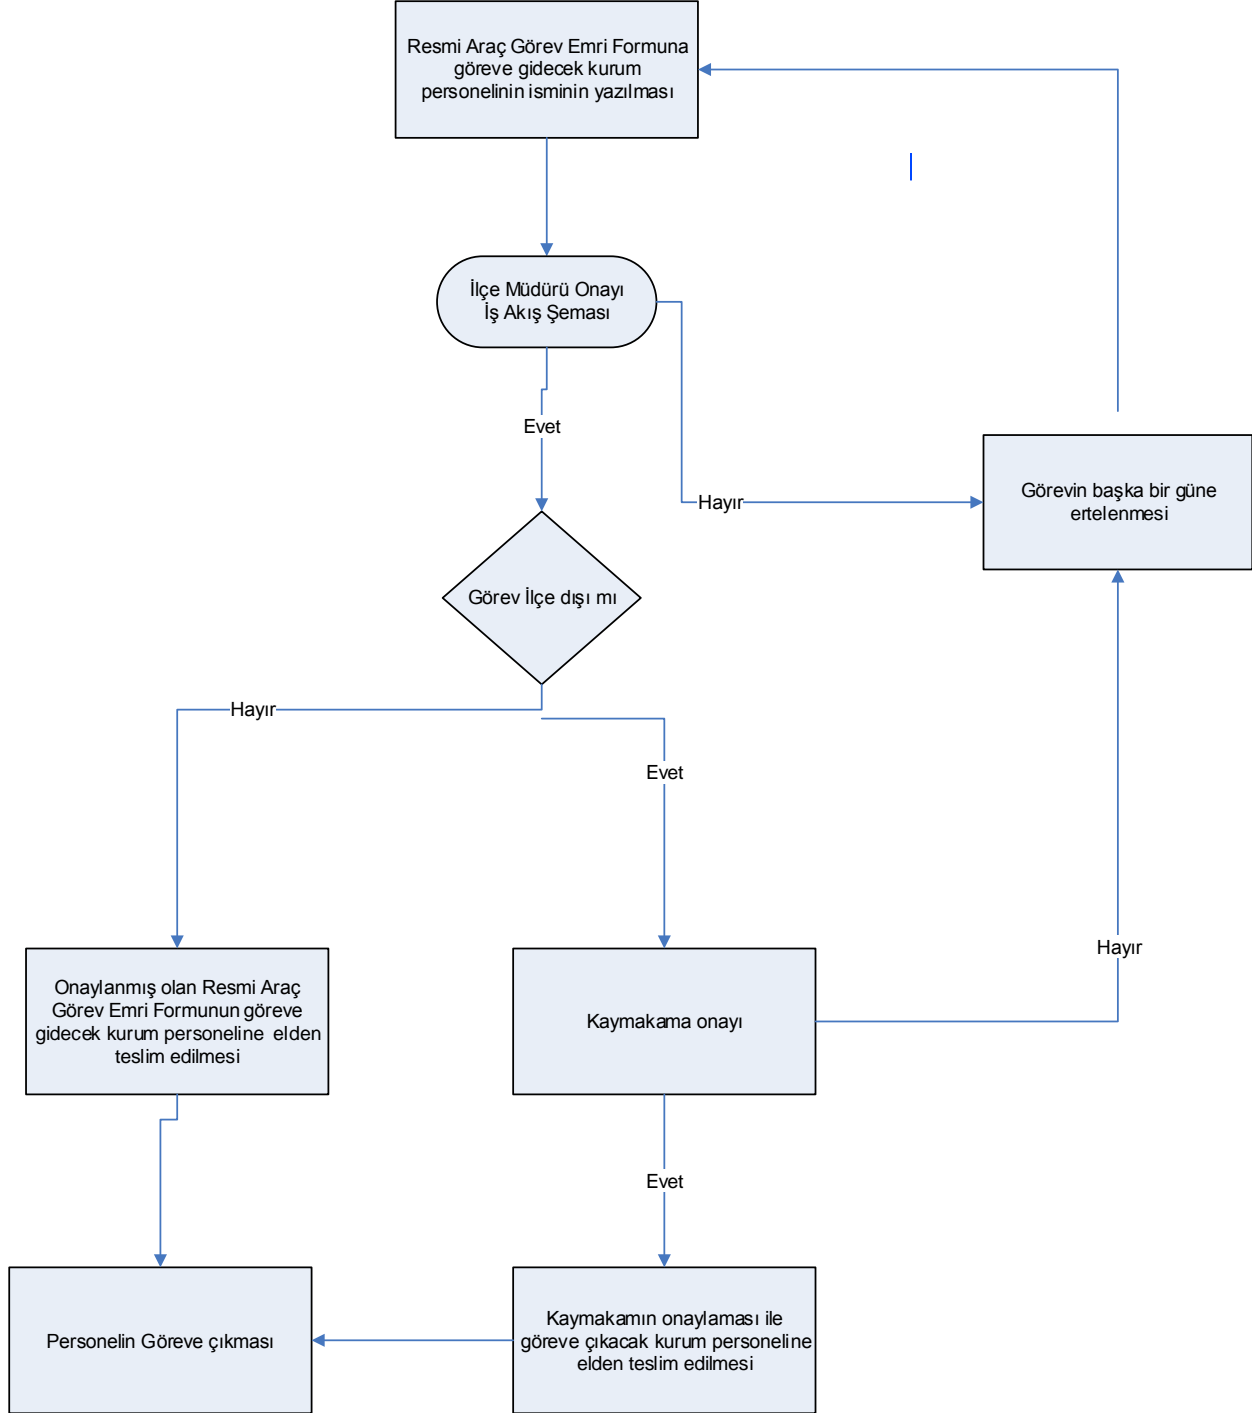 Resmi Araç Görev Emri Formuna
göreve gidecek kurum
personelinin isminin yazılması
İlçe Müdürü Onayı
İş Akış Şeması
Evet
Hayır
Görevin başka bir güne
ertelenmesi
Görev İlçe dışı mı
Hayır
Evet
Hayır
Onaylanmış olan Resmi Araç
Görev Emri Formunun göreve
gidecek kurum personeline elden
teslim edilmesi
Kaymakama onayı
Evet
Personelin Göreve çıkması
Kaymakamın onaylaması ile
göreve çıkacak kurum personeline
elden teslim edilmesi